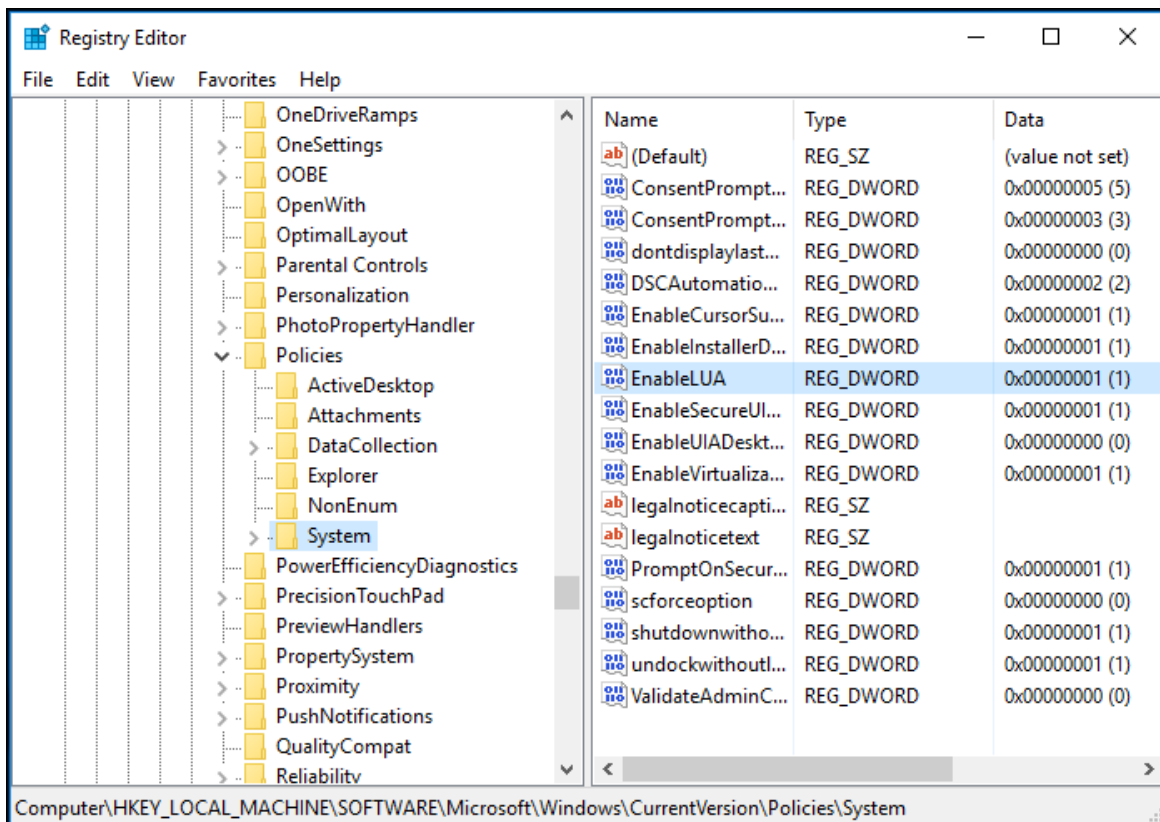 Registry Editor
File Edit View Favorites Help
OneDriveRamps
OneSettings
OOBE
OpenWith
OptimalLayout
Parental Controls
Personalization
PhotoPropertyHandler
Policies
ActiveDesktop
Attachments
DataCollection
Explorer
NonEnum
System
PowerEfficiencyDiagnostics
PrecisionTouchPad
PreviewHandlers
PropertySystem
Proximity
PushNotifications
QualityCompat
Reliability
Name Type Data
(Default) REG_SZ (value not set)
ConsentPrompt... REG_DWORD 0x00000005 (5)
ConsentPrompt... REG_DWORD 0x00000003 (3)
dontdisplaylast... REG_DWORD 0x00000000 (0)
DSCAutomatio... REG_DWORD 0x00000002 (2)
EnableCursorSu... REG_DWORD 0x00000001 (1)
EnableInstallerD... REG_DWORD 0x00000001 (1)
EnableLUA REG_DWORD 0x00000001 (1)
EnableSecureUI... REG_DWORD 0x00000001 (1)
EnableUIADeskt... REG_DWORD 0x00000000 (0)
EnableVirtualiza... REG_DWORD 0x00000001 (1)
legalnoticecapti... REG_SZ
legalnoticetext REG_SZ
PromptOnSecur... REG_DWORD 0x00000001 (1)
scforceoption REG_DWORD 0x00000000 (0)
shutdownwitho... REG_DWORD 0x00000001 (1)
undockwithoutl... REG_DWORD 0x00000001 (1)
ValidateAdminC... REG_DWORD 0x00000000 (0)
Computer\HKEY_LOCAL_MACHINE\SOFTWARE\Microsoft\Windows\CurrentVersion\Policies\System